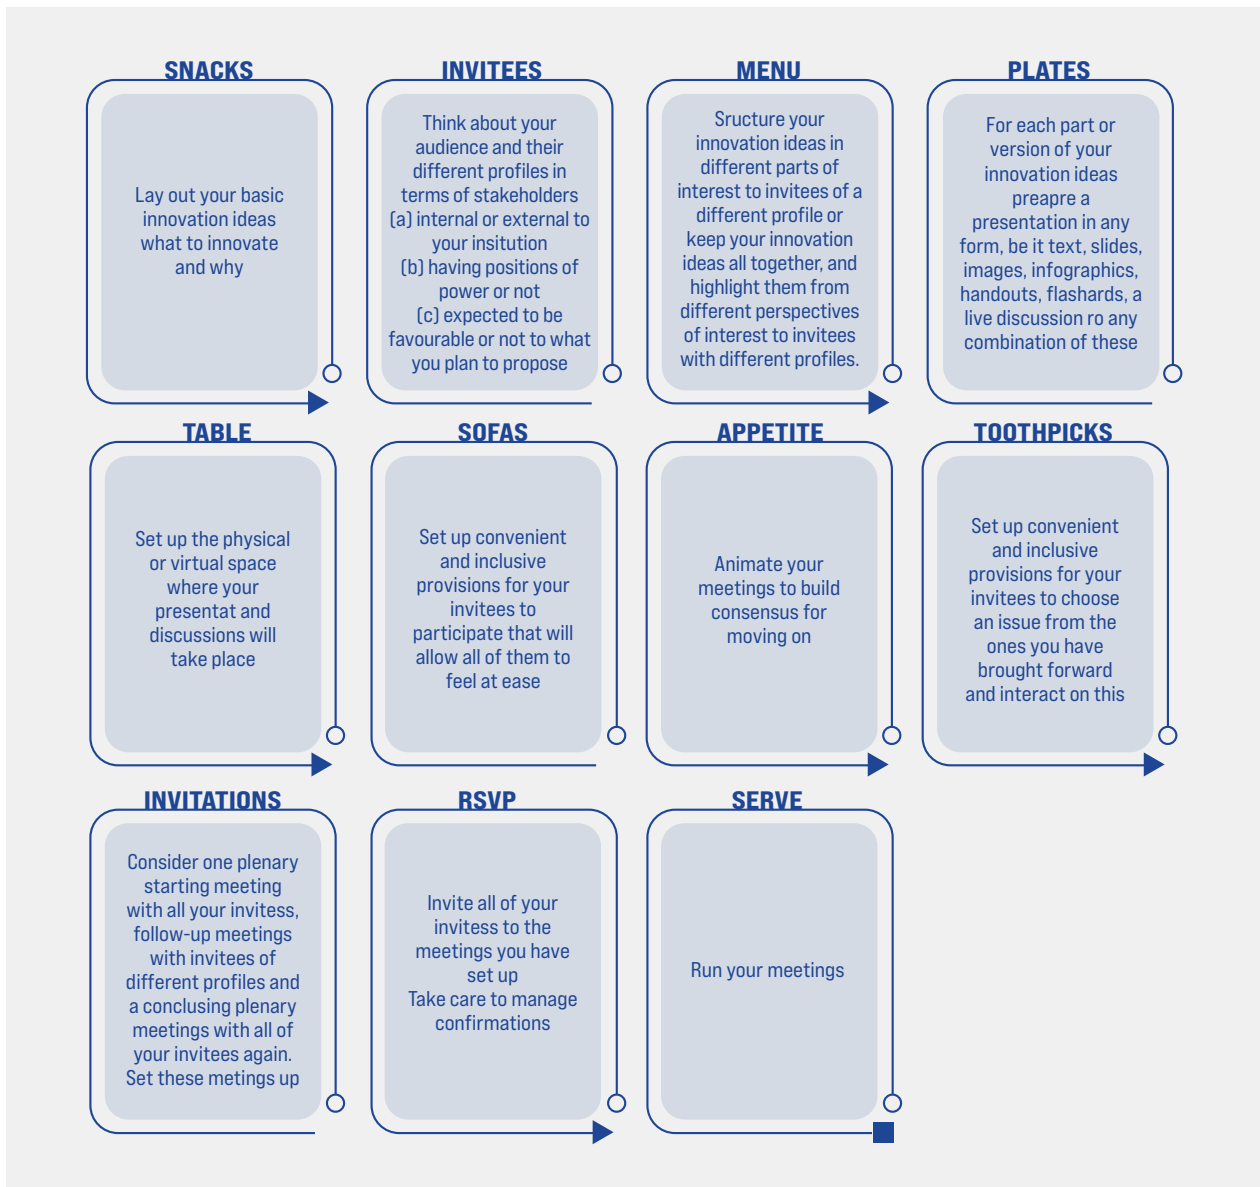 SNACKS
Lay out your basic
innovation ideas
what to innovate
and why
INVITEES
Think about your
audience and their
different profiles in
terms of stakeholders
(a) internal or external to
your insitution
(b) having positions of
power or not
(c) expected to be
favourable or not to what
you plan to propose
MENU
Sructure your
innovation ideas in
different parts of
interest to invitees of a
different profile or
keep your innovation
ideas all together, and
highlight them from
different perspectives
of interest to invitees
with different profiles.
PLATES
For each part or
version of your
innovation ideas
preapre a
presentation in any
form, be it text, slides,
images, infographics,
handouts, flashards, a
live discussion ro any
combination of these
TABLE
Set up the physical
or virtual space
where your
presentat and
discussions will
take place
SOFAS
Set up convenient
and inclusive
provisions for your
invitees to
participate that will
allow all of them to
feel at ease
APPETITE
Animate your
meetings to build
consensus for
moving on
TOOTHPICKS
Set up convenient
and inclusive
provisions for your
invitees to choose
an issue from the
ones you have
brought forward
and interact on this
INVITATIONS
Consider one plenary
starting meeting
with all your invitess,
follow-up meetings
with invitees of
different profiles and
a conclusing plenary
meetings with all of
your invitees again.
Set these metings up
RSVP
Invite all of your
invitess to the
meetings you have
set up
Take care to manage
confirmations
SERVE
Run your meetings